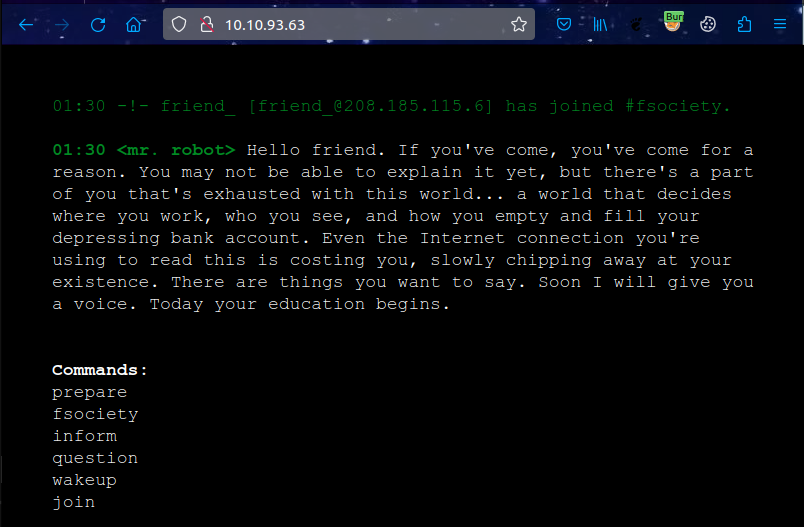 10.10.93.63
Bur
01:30 -!- friend_ [friend_@208.185.115.6] has joined #fsociety.
01:30 <mr. robot> Hello friend. If you've come, you've come for a
reason. You may not be able to explain it yet, but there's a part
of you that's exhausted with this world... a world that decides
where you work, who you see, and how you empty and fill your
depressing bank account. Even the Internet connection you're
using to read this is costing you, slowly chipping away at your
existence. There are things you want to say. Soon I will give you
a voice. Today your education begins.
Commands:
prepare
fsociety
inform
question
wakeup
join